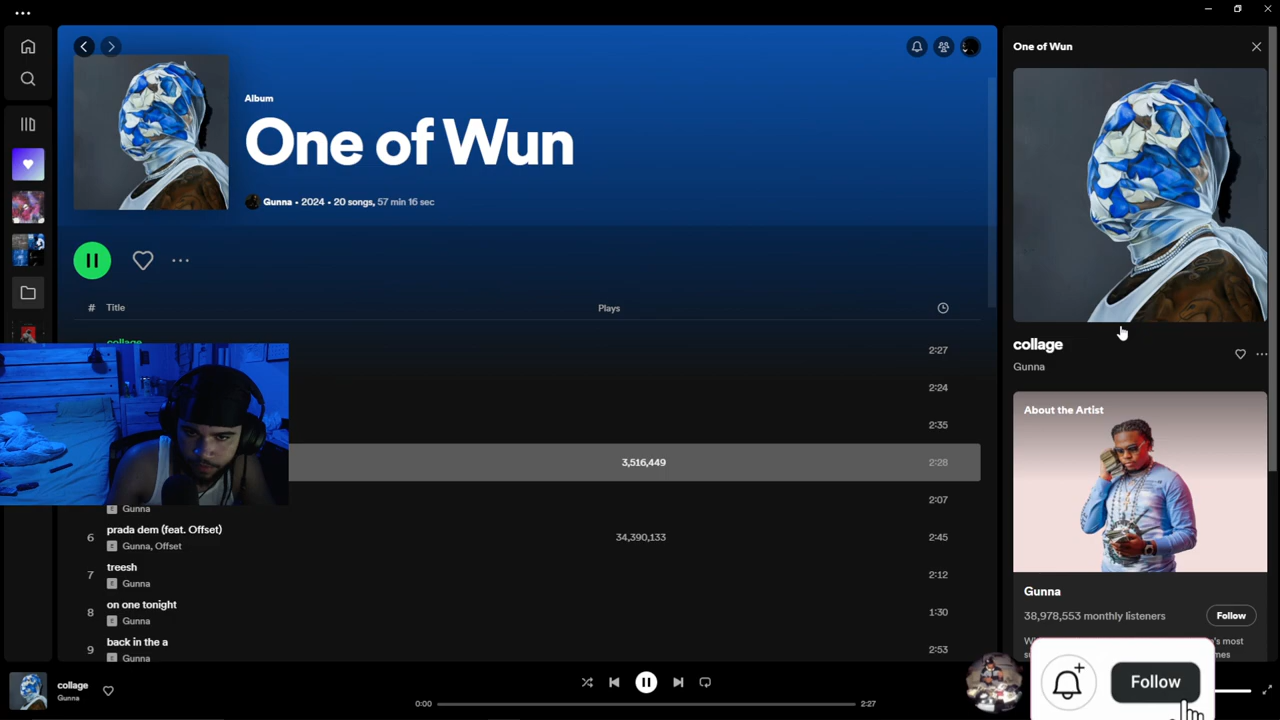 Album
One of Wun
Gunna • 2024 • 20 songs, 57 min 16 sec
# Title Plays
collage
2:27
2:24
2:35
3,516,449 2:28
2:07
E Gunna
6 prada dem (feat. Offset) 34,390,133 2:45
E Gunna, Offset
7 treesh 2:12
E Gunna
8 on one tonight 1:30
E Gunna
9 back in the a 2:53
E Gunna
One of Wun
collage
Gunna
About the Artist
Gunna
38,978,553 monthly listeners Follow
Follow
collage
Gunna
0:00 2:27